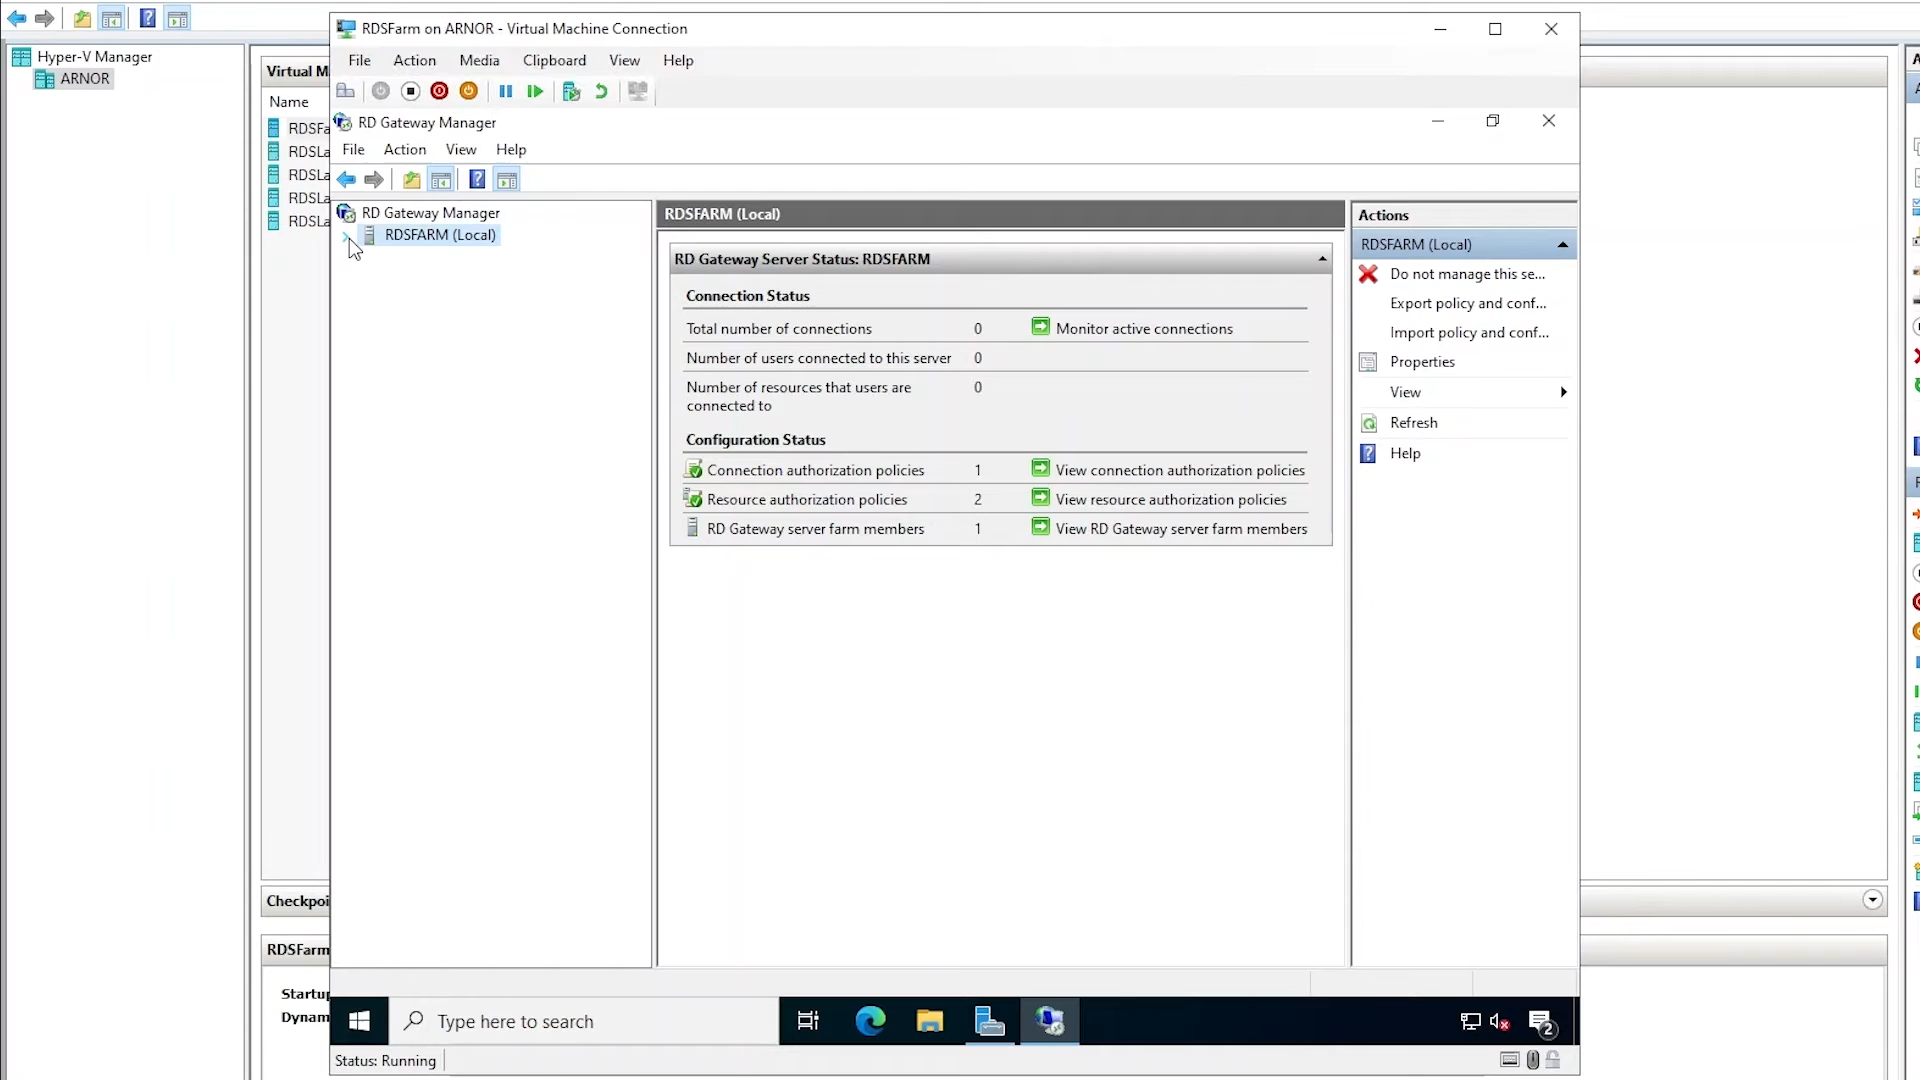 RDSFarm on ARNOR - Virtual Machine Connection
File Action Media Clipboard View Help
Hyper-V Manager
ARNOR
Virtual M
Name
RDSFa
RDSLa
RDSLa
RDSLa
RDSLa
Checkpoi
RDSFarm
Startup
Dynam
RD Gateway Manager
File Action View Help
RD Gateway Manager
RDSFARM (Local)
RDSFARM (Local)
RD Gateway Server Status: RDSFARM
Connection Status
Total number of connections 0 Monitor active connections
Number of users connected to this server 0
Number of resources that users are 0
connected to
Configuration Status
Connection authorization policies 1 View connection authorization policies
Resource authorization policies 2 View resource authorization policies
RD Gateway server farm members 1 View RD Gateway server farm members
Actions
RDSFARM (Local)
Do not manage this se...
Export policy and conf...
Import policy and conf...
Properties
View
Refresh
Help
Type here to search
2
Status: Running